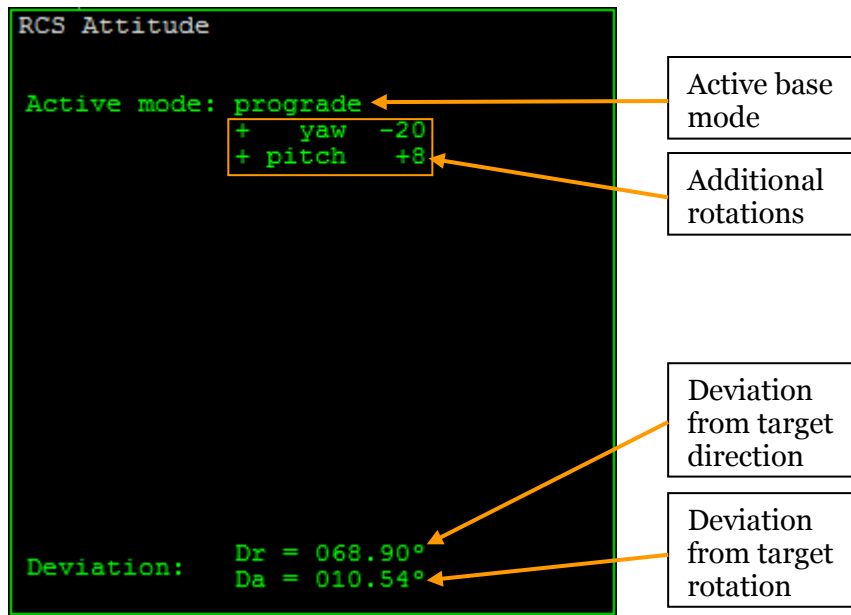 RCS Attitude
Active mode: prograde
+ yaw -20
+ pitch +8
Deviation: Dr = 068.90°
Da = 010.54°
Active base
mode
Additional
rotations
Deviation
from target
direction
Deviation
from target
rotation